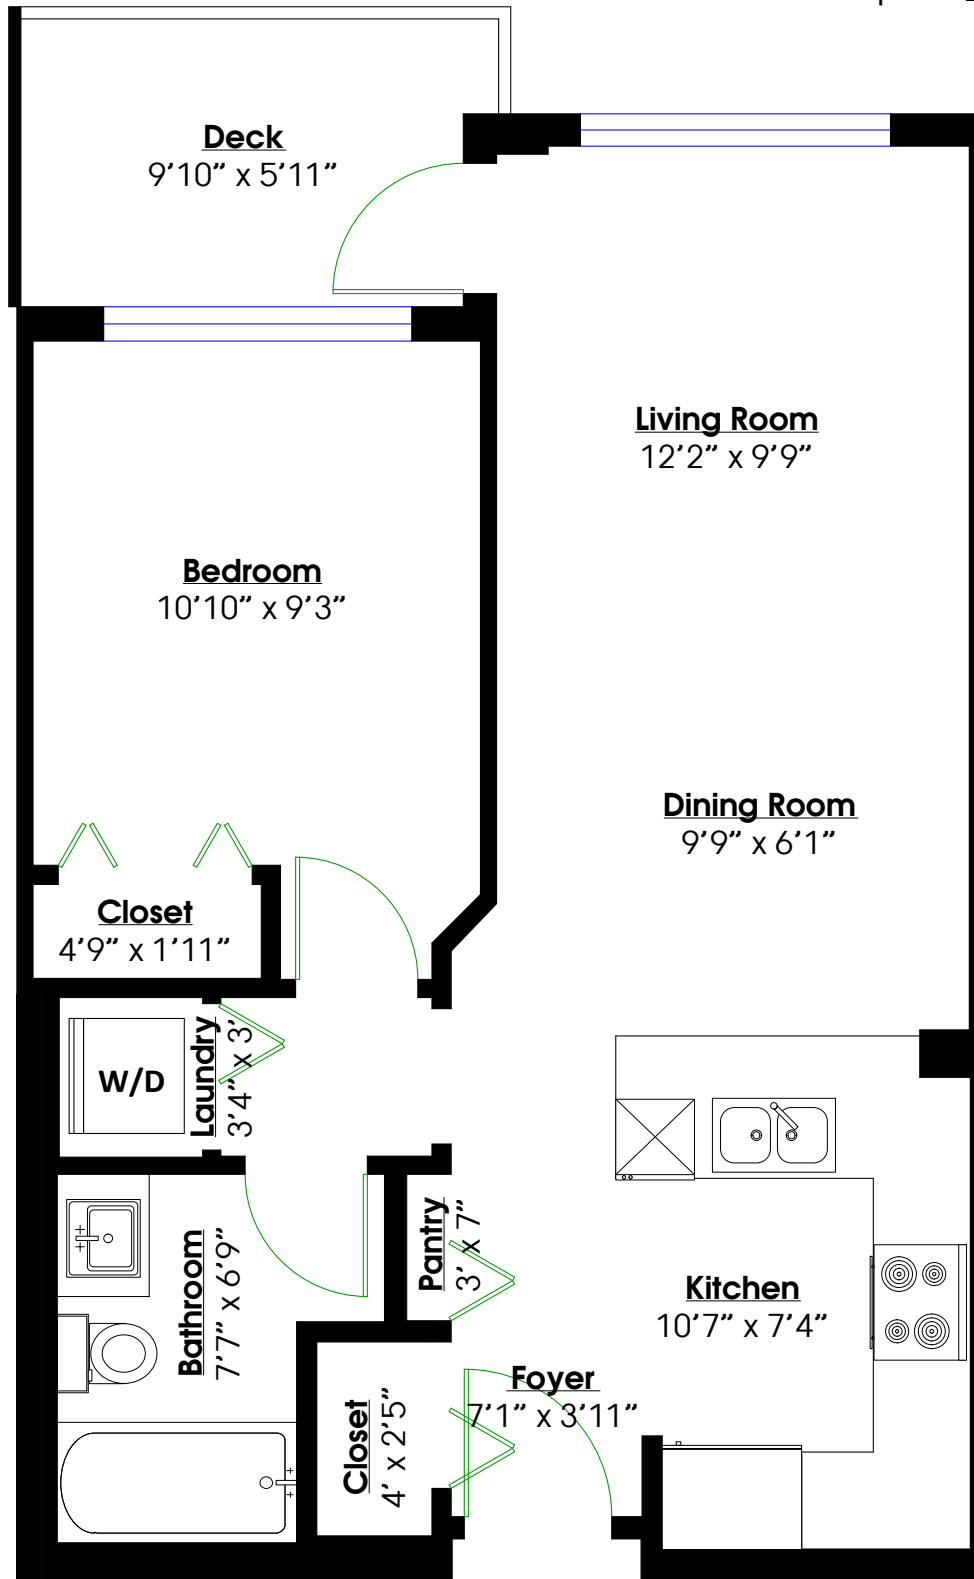 Deck
9'10" x 5'11"
Living Room
12'2" x 9'9"
Bedroom
10'10" x 9'3"
Dining Room
9'9" x 6'1"
Closet
4'9" x 1'11"
W/D
Laundry
3'4" x 3'
Pantry
3' x 7"
Bathroom
7'7" x 6'9"
Kitchen
10'7" x 7'4"
Foyer
7'1" x 3'11"
Closet
4' x 2'5"